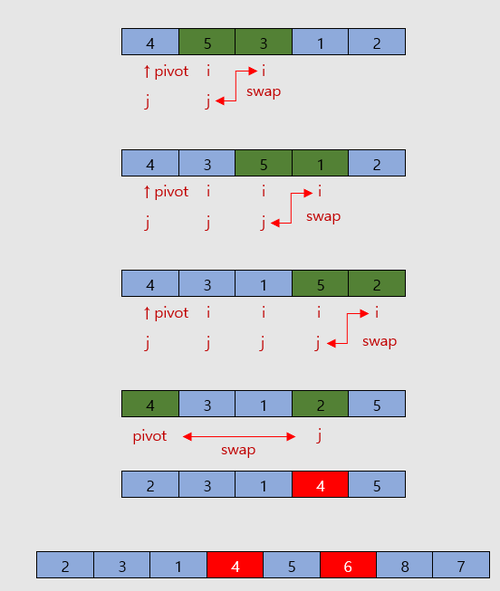 4 5 3 1 2
↑ pivot i i
j j swap
4 3 5 1 2
↑ pivot i i i
j j j swap
4 3 1 5 2
↑ pivot i i i i
j j j j swap
4 3 1 2 5
pivot j
swap
2 3 1 4 5
2 3 1 4 5 6 8 7